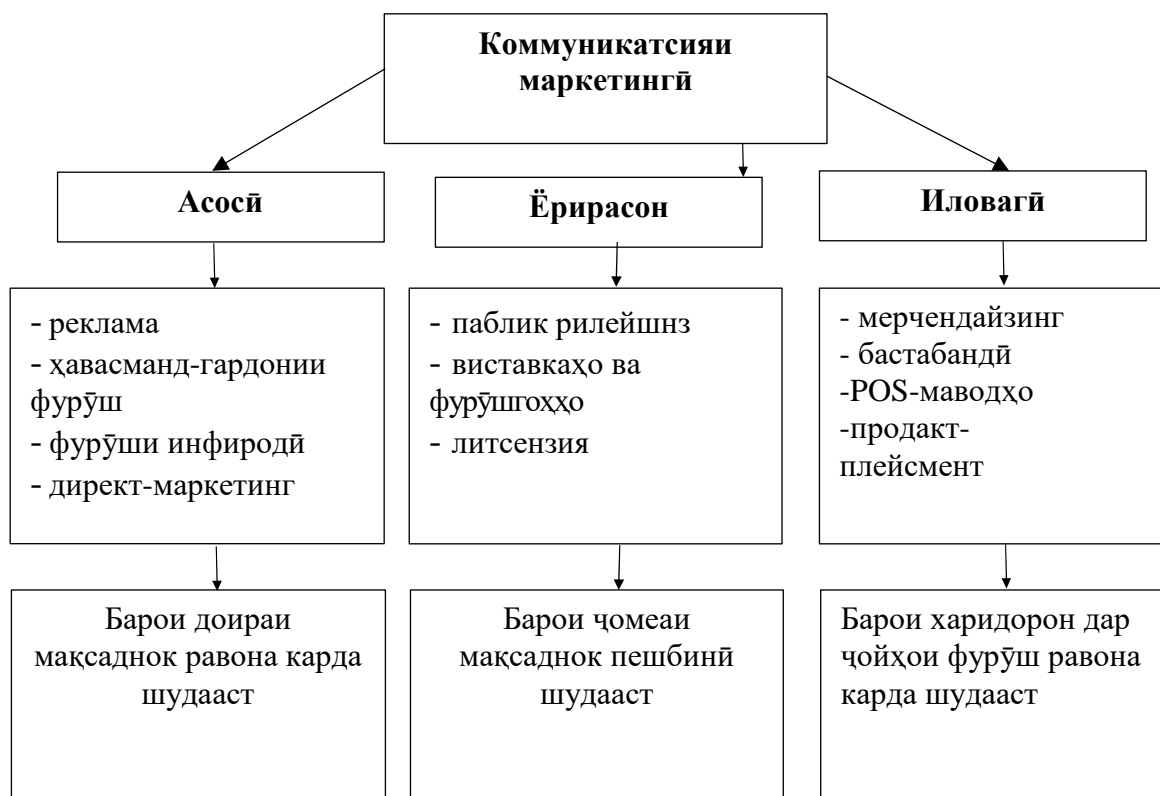 Коммуникатсияи
маркетингӣ
Асосӣ
Ёрирасон
Иловагӣ
- реклама
- ҳавасманд-гардонии
фурӯш
- фурӯши инфиродӣ
- директ-маркетинг
- паблик рилейшнз
- виставкаҳо ва
фурӯшгоҳҳо
- литсензия
- мерчендайзинг
- бастабандӣ
-POS-маводҳо
-продакт-
плейсмент
Барои доираи
мақсаднок равона карда
шудааст
Барои ҷомеаи
мақсаднок пешбинӣ
шудааст
Барои харидорон дар
ҷойҳои фурӯш равона
карда шудааст